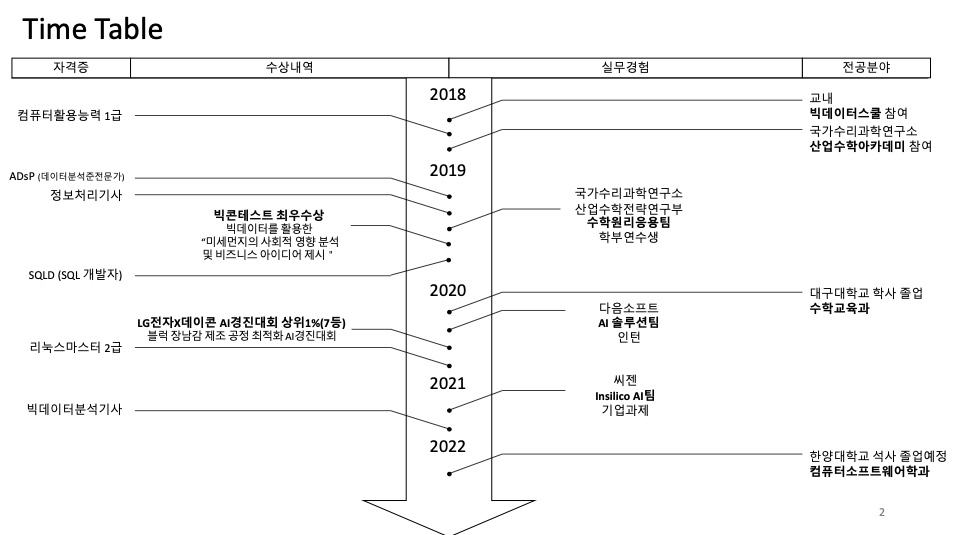 Time Table
자격증 수상내역 실무경험 전공분야
2018
컴퓨터활용능력 1급
교내
빅데이터스쿨 참여
국가수리과학연구소
산업수학아카데미 참여
2019
ADsP (데이터분석준전문가)
정보처리기사
빅콘테스트 최우수상
빅데이터를 활용한
“미세먼지의 사회적 영향 분석
및 비즈니스 아이디어 제시 "
국가수리과학연구소
산업수학전략연구부
수학원리응용팀
학부연수생
SQLD (SQL 개발자)
2020
대구대학교 학사 졸업
수학교육과
다음소프트
AI 솔루션팀
인턴
LG전자X데이콘 AI경진대회 상위1%(7등)
블럭 장난감 제조 공정 최적화 AI경진대회
리눅스마스터 2급
2021
씨젠
Insilico AI팀
기업과제
빅데이터분석기사
2022
한양대학교 석사 졸업예정
컴퓨터소프트웨어학과
2